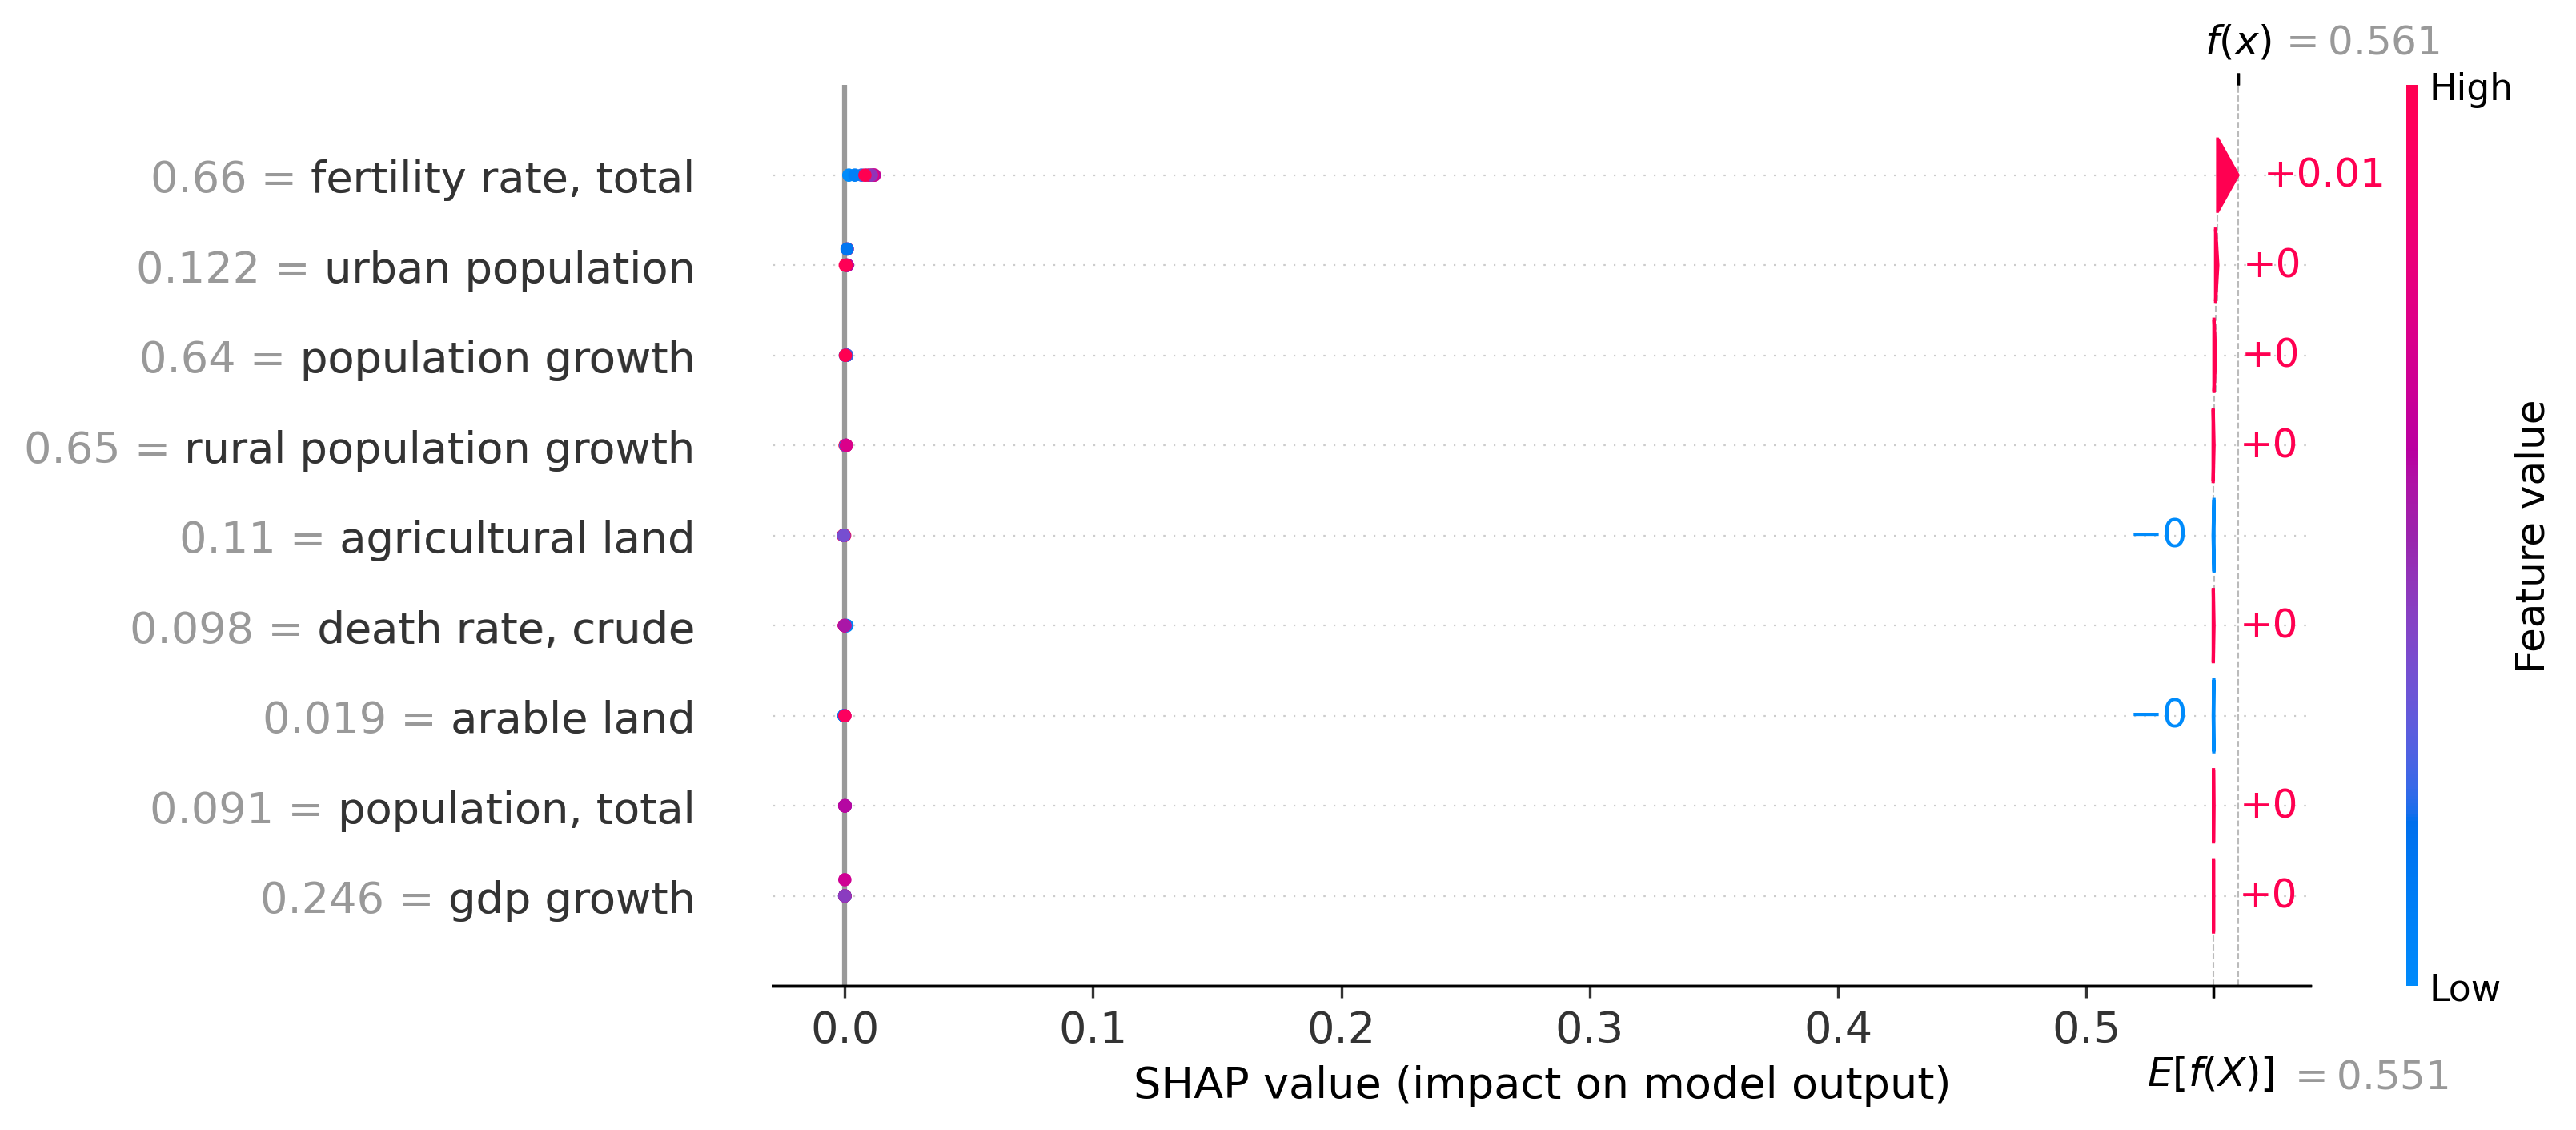 f(x) = 0.561
High
0.66 = fertility rate, total
+0.01
0.122 = urban population
+0
0.64 = population growth
+0
0.65 = rural population growth
+0
0.11 = agricultural land
−0
0.098 = death rate, crude
+0
0.019 = arable land
−0
0.091 = population, total
+0
0.246 = gdp growth
+0
Feature value
Low
0.0 0.1 0.2 0.3 0.4 0.5
E[f(X)] = 0.551
SHAP value (impact on model output)